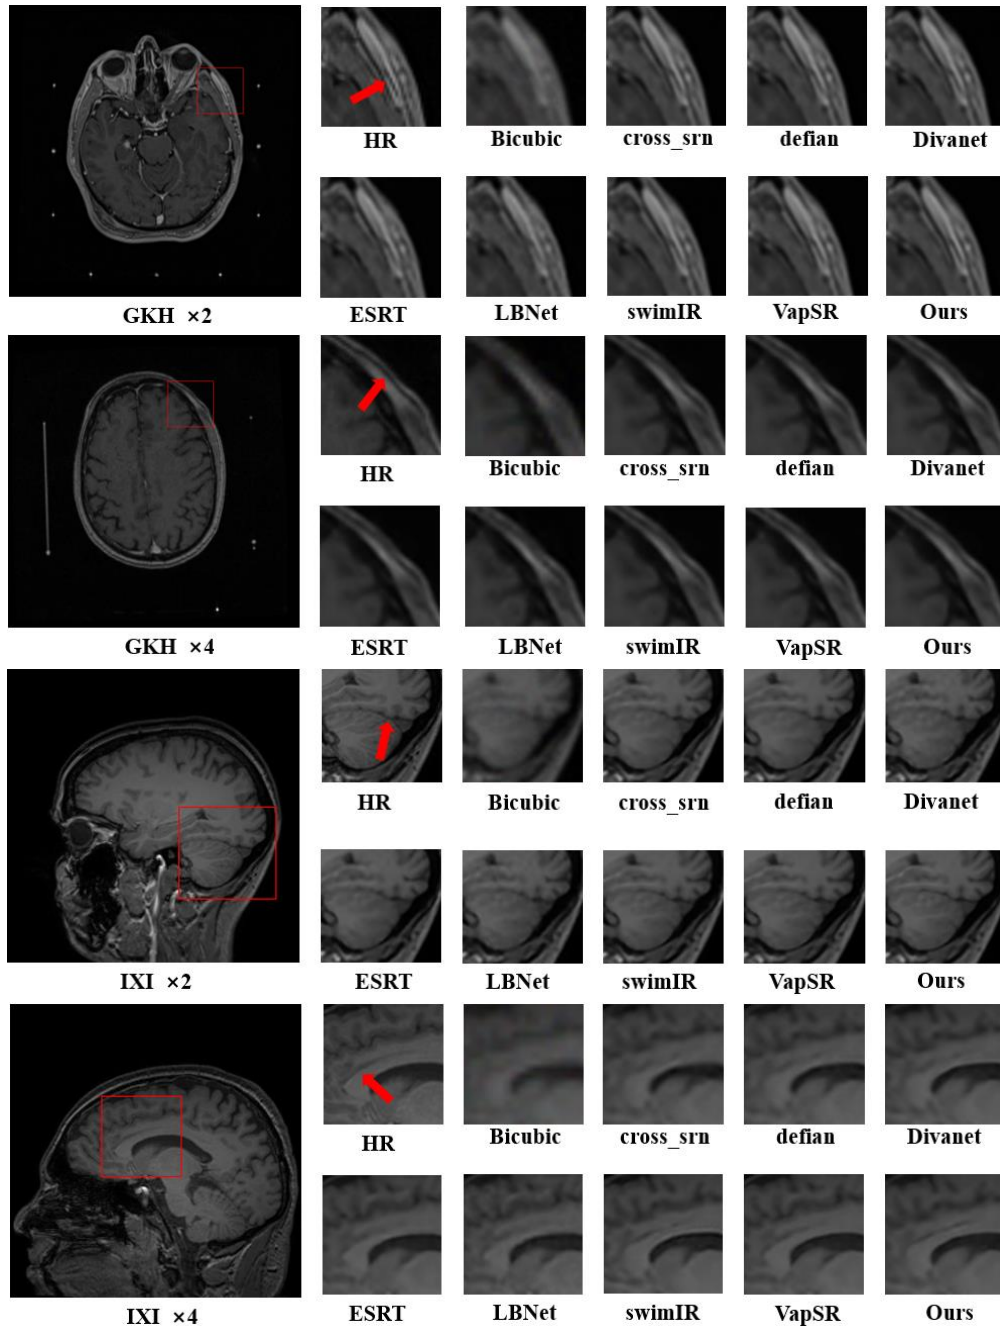 HR Bicubic cross_srn defian Divanet
ESRT LBNet swimIR VapSR Ours
GKH ×2
HR Bicubic cross_srn defian Divanet
ESRT LBNet swimIR VapSR Ours
GKH ×4
HR Bicubic cross_srn defian Divanet
ESRT LBNet swimIR VapSR Ours
IXI ×2
HR Bicubic cross_srn defian Divanet
ESRT LBNet swimIR VapSR Ours
IXI ×4